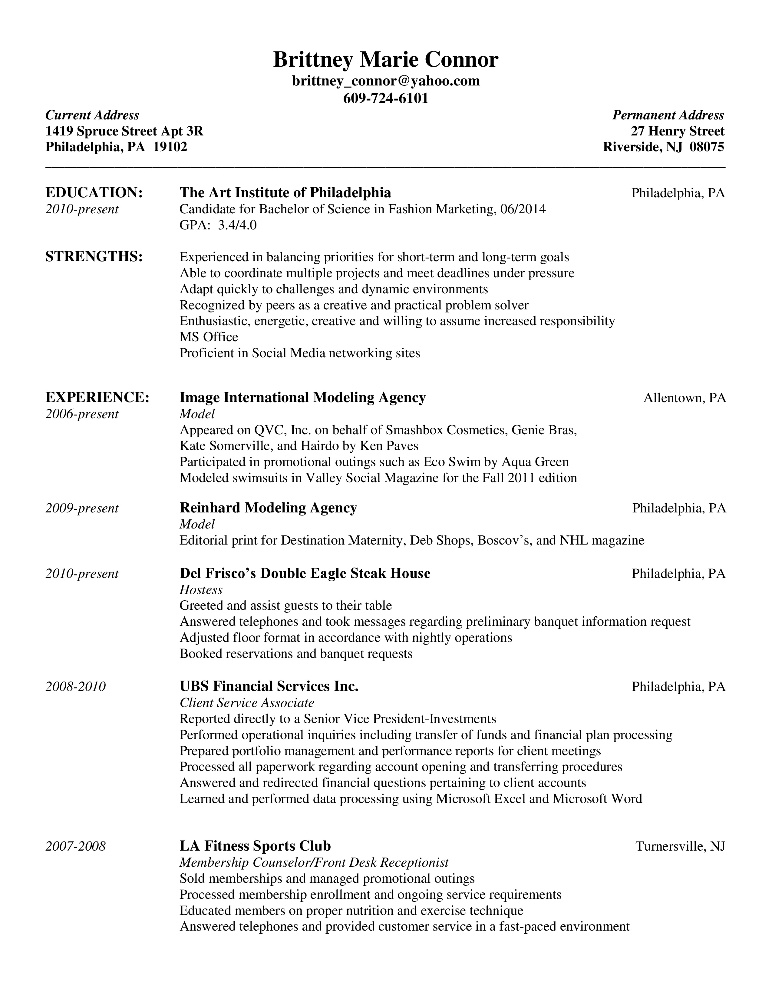 Brittney Marie Connor
brittney_connor@yahoo.com
609-724-6101
Current Address Permanent Address
1419 Spruce Street Apt 3R 27 Henry Street
Philadelphia, PA 19102 Riverside, NJ 08075
EDUCATION: The Art Institute of Philadelphia Philadelphia, PA
2010-present Candidate for Bachelor of Science in Fashion Marketing, 06/2014
GPA: 3.4/4.0
STRENGTHS: Experienced in balancing priorities for short-term and long-term goals
Able to coordinate multiple projects and meet deadlines under pressure
Adapt quickly to challenges and dynamic environments
Recognized by peers as a creative and practical problem solver
Enthusiastic, energetic, creative and willing to assume increased responsibility
MS Office
Proficient in Social Media networking sites
EXPERIENCE: Image International Modeling Agency Allentown, PA
2006-present Model
Appeared on QVC, Inc. on behalf of Smashbox Cosmetics, Genie Bras,
Kate Somerville, and Hairdo by Ken Paves
Participated in promotional outings such as Eco Swim by Aqua Green
Modeled swimsuits in Valley Social Magazine for the Fall 2011 edition
2009-present Reinhard Modeling Agency Philadelphia, PA
Model
Editorial print for Destination Maternity, Deb Shops, Boscov's, and NHL magazine
2010-present Del Frisco's Double Eagle Steak House Philadelphia, PA
Hostess
Greeted and assist guests to their table
Answered telephones and took messages regarding preliminary banquet information request
Adjusted floor format in accordance with nightly operations
Booked reservations and banquet requests
2008-2010 UBS Financial Services Inc. Philadelphia, PA
Client Service Associate
Reported directly to a Senior Vice President-Investments
Performed operational inquiries including transfer of funds and financial plan processing
Prepared portfolio management and performance reports for client meetings
Processed all paperwork regarding account opening and transferring procedures
Answered and redirected financial questions pertaining to client accounts
Learned and performed data processing using Microsoft Excel and Microsoft Word
2007-2008 LA Fitness Sports Club Turnersville, NJ
Membership Counselor/Front Desk Receptionist
Sold memberships and managed promotional outings
Processed membership enrollment and ongoing service requirements
Educated members on proper nutrition and exercise technique
Answered telephones and provided customer service in a fast-paced environment